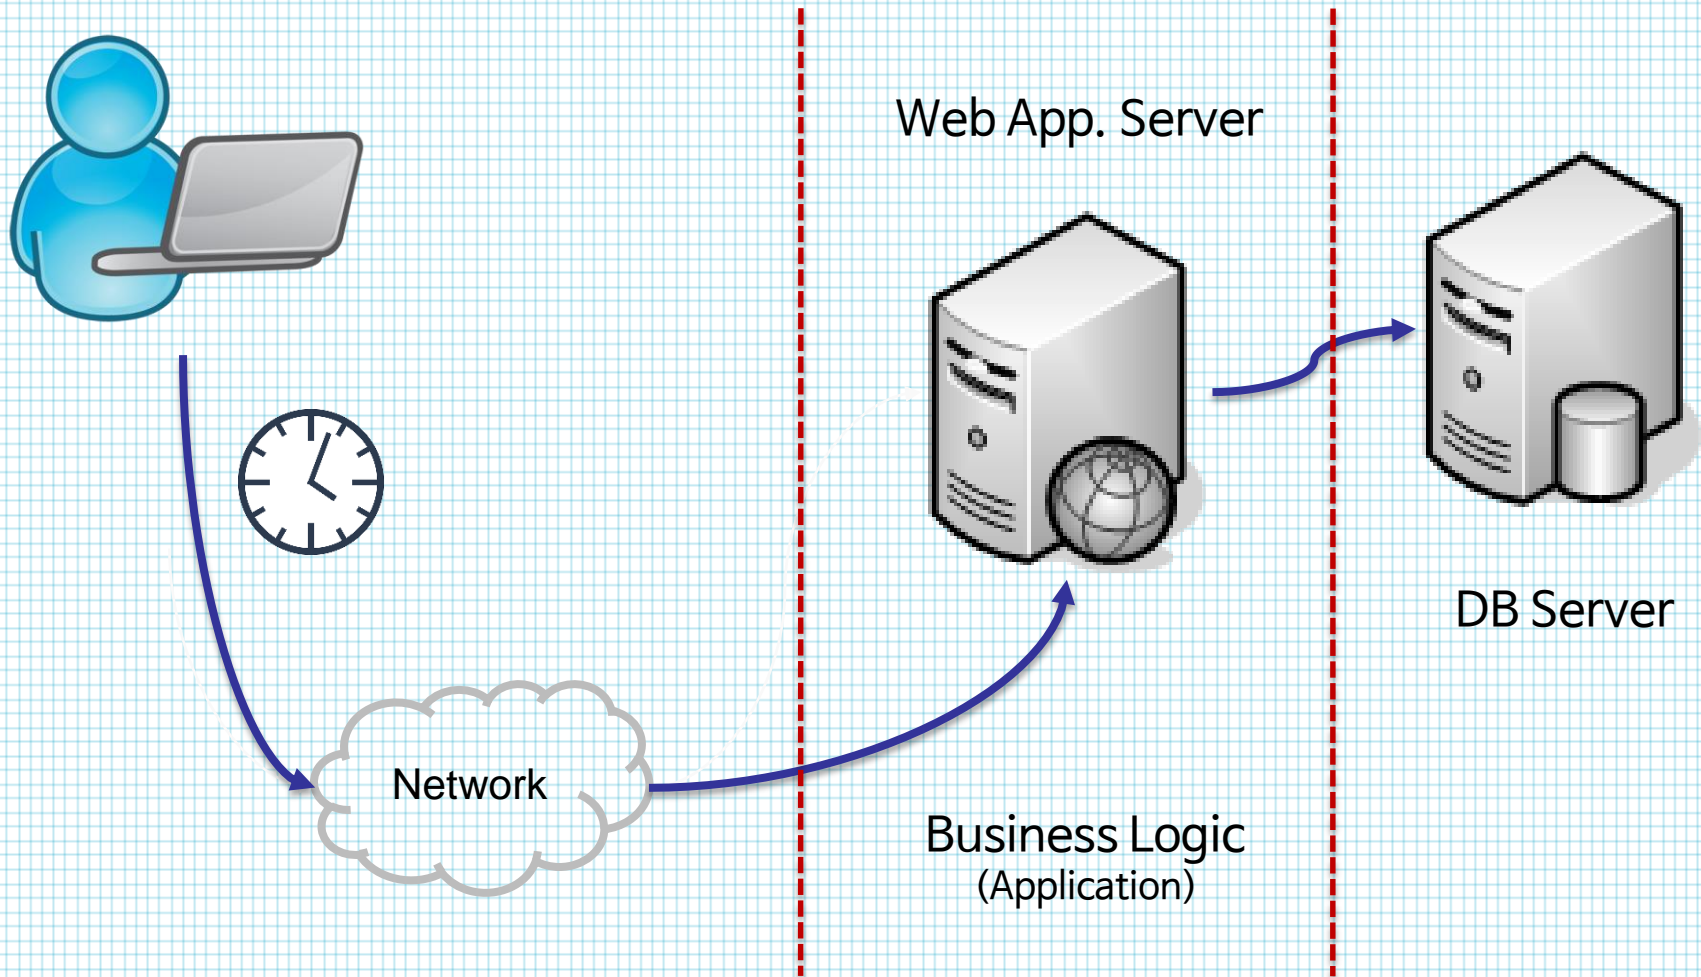 Web App. Server
DB Server
Network
Business Logic
(Application)